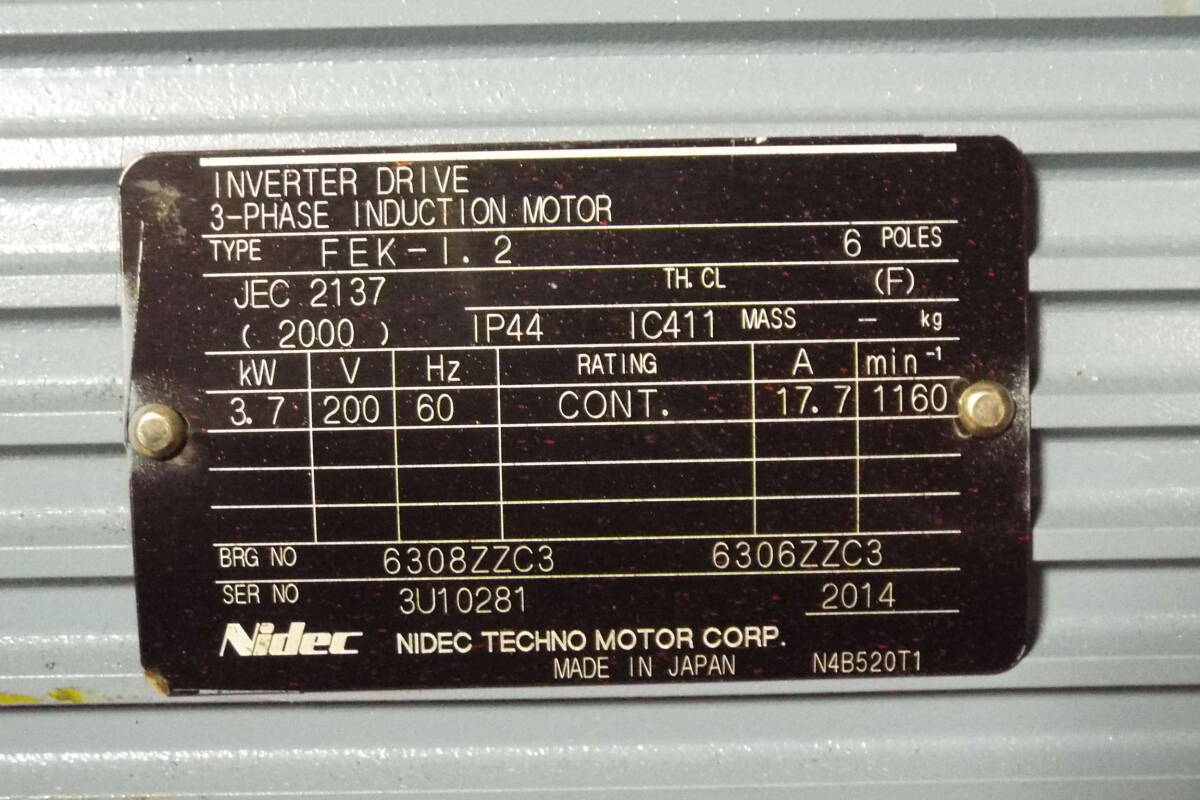 INVERTER DRIVE
3-PHASE INDUCTION MOTOR
TYPE FEK-I. 2 6 POLES
JEC 2137 TH. CL (F)
( 2000 ) IP44 IC411 MASS — kg
kW V Hz RATING A min⁻¹
3. 7 200 60 CONT. 17. 7 1160
BRG NO 6308ZZC3 6306ZZC3
SER NO 3U10281 2014
Nidec NIDEC TECHNO MOTOR CORP.
MADE IN JAPAN N4B520T1